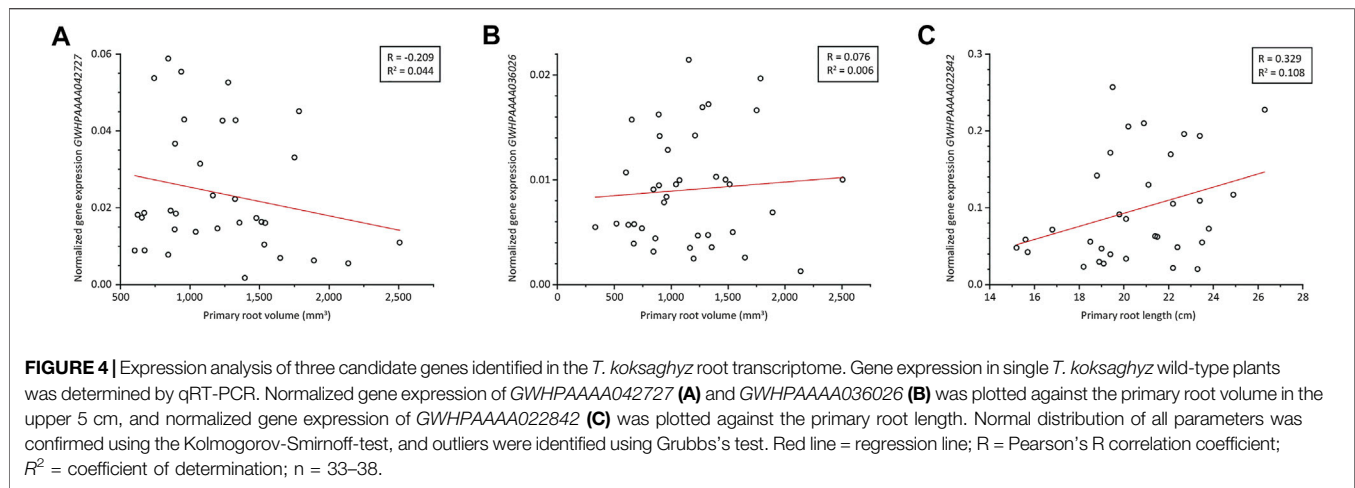 A
Normalized gene expression GWHPAAAA042727
0.06
0.04
0.02
0.00
500
1,000
1,500
2,000
2,500
Primary root volume (mm³)
R = -0.209
R² = 0.044
B
Normalized gene expression GWHPAAAA036026
0.02
0.01
0.00
0
500
1,000
1,500
2,000
2,500
Primary root volume (mm³)
R = 0.076
R² = 0.006
C
Normalized gene expression GWHPAAAA022842
0.3
0.2
0.1
0.0
14
16
18
20
22
24
26
28
Primary root length (cm)
R = 0.329
R² = 0.108
FIGURE 4 | Expression analysis of three candidate genes identified in the T. koksaghyz root transcriptome. Gene expression in single T. koksaghyz wild-type plants
was determined by qRT-PCR. Normalized gene expression of GWHPAAAA042727 (A) and GWHPAAAA036026 (B) was plotted against the primary root volume in the
upper 5 cm, and normalized gene expression of GWHPAAAA022842 (C) was plotted against the primary root length. Normal distribution of all parameters was
confirmed using the Kolmogorov-Smirnoff-test, and outliers were identified using Grubbs's test. Red line = regression line; R = Pearson's R correlation coefficient;
R² = coefficient of determination; n = 33–38.